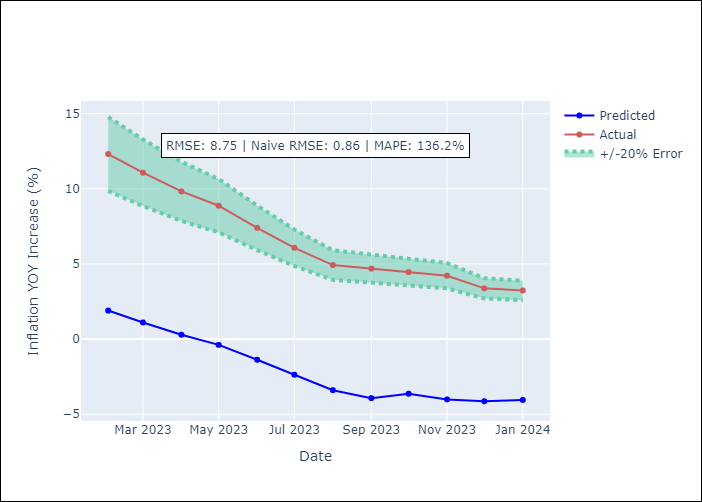 RMSE: 8.75 | Naive RMSE: 0.86 | MAPE: 136.2%
Predicted
Actual
+/-20% Error
Inflation YOY Increase (%)
15
10
5
0
−5
Mar 2023
May 2023
Jul 2023
Sep 2023
Nov 2023
Jan 2024
Date